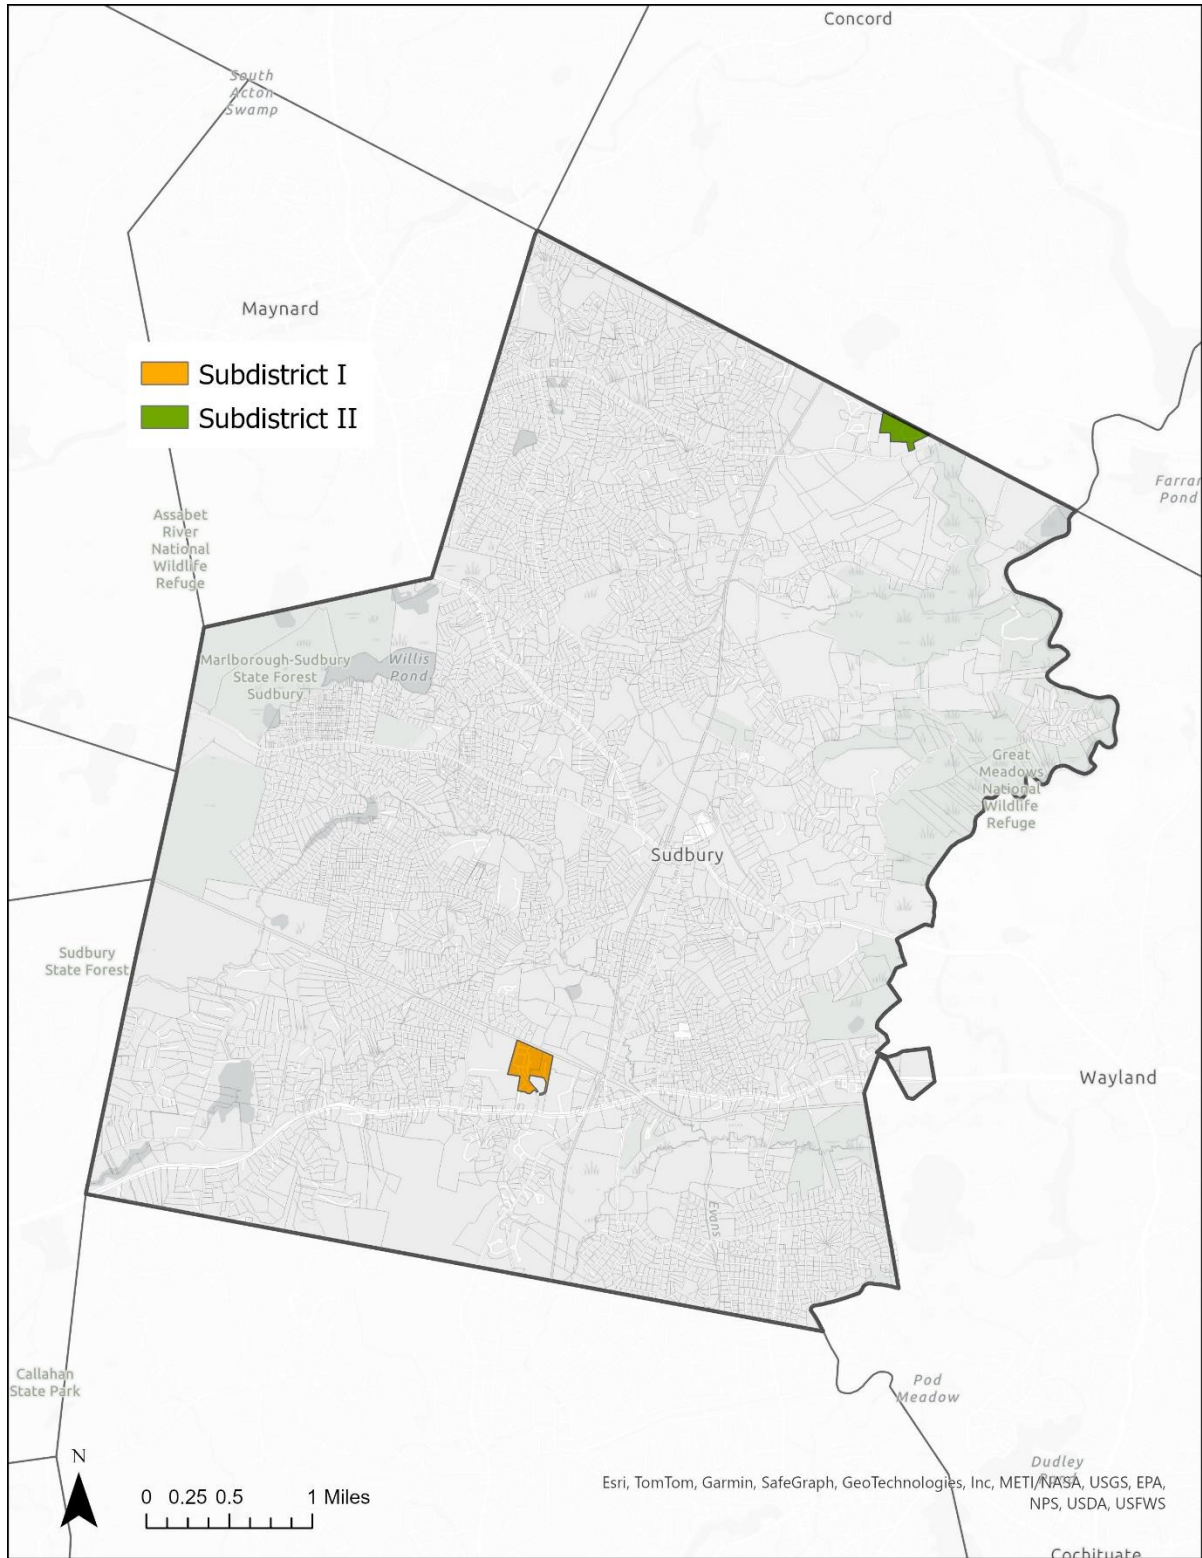 Concord
South
Acton
Swamp
Maynard
Subdistrict I
Subdistrict II
Farrar
Pond
Assabet
River
National
Wildlife
Refuge
Marlborough-Sudbury
State Forest
Sudbury
Willis
Pond
Great
Meadows
National
Wildlife
Refuge
Sudbury
Sudbury
State Forest
Wayland
Evans
Callahan
State Park
Pod
Meadow
N
0 0.25 0.5 1 Miles
Dudley
Esri, TomTom, Garmin, SafeGraph, GeoTechnologies, Inc, METI/NASA, USGS, EPA,
NPS, USDA, USFWS
Cochituate